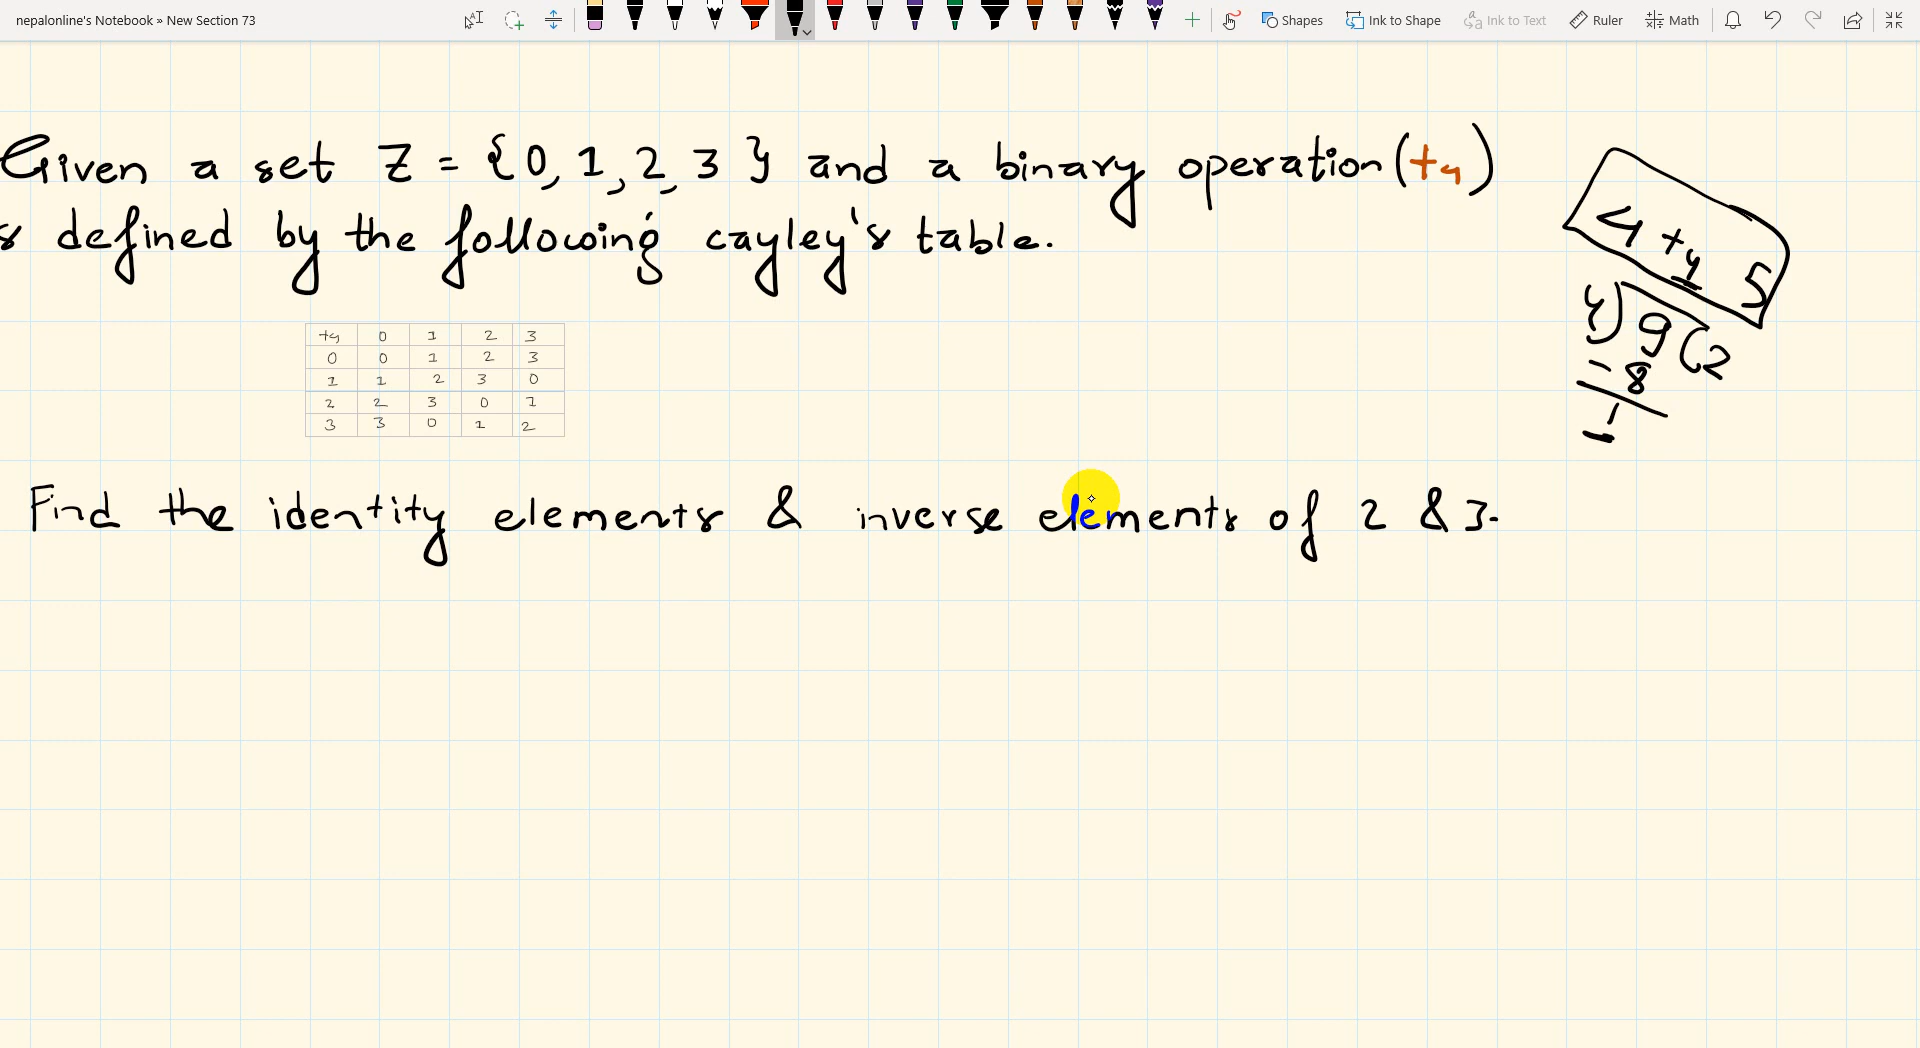 nepalonline's Notebook » New Section 73
Shapes Ink to Shape Ink to Text Ruler Math
Given a set Z = {0, 1, 2, 3} and a binary operation (+4)
s defined by the following cayley's table.
+4 0 1 2 3
0 0 1 2 3
1 1 2 3 0
2 2 3 0 1
3 3 0 1 2
4 +4 5
4) 9 (2
- 8
1
Find the identity elements & inverse elements of 2 & 3.